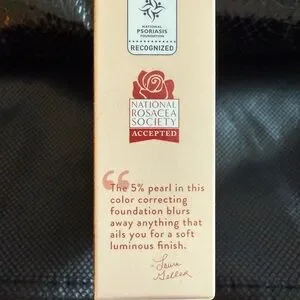 NATIONAL
PSORIASIS
FOUNDATION
RECOGNIZED
NATIONAL
ROSACEA
SOCIETY
ACCEPTED
“The 5% pearl in this
color correcting
foundation blurs
away anything that
ails you for a soft
luminous finish.
-Laura
Geller